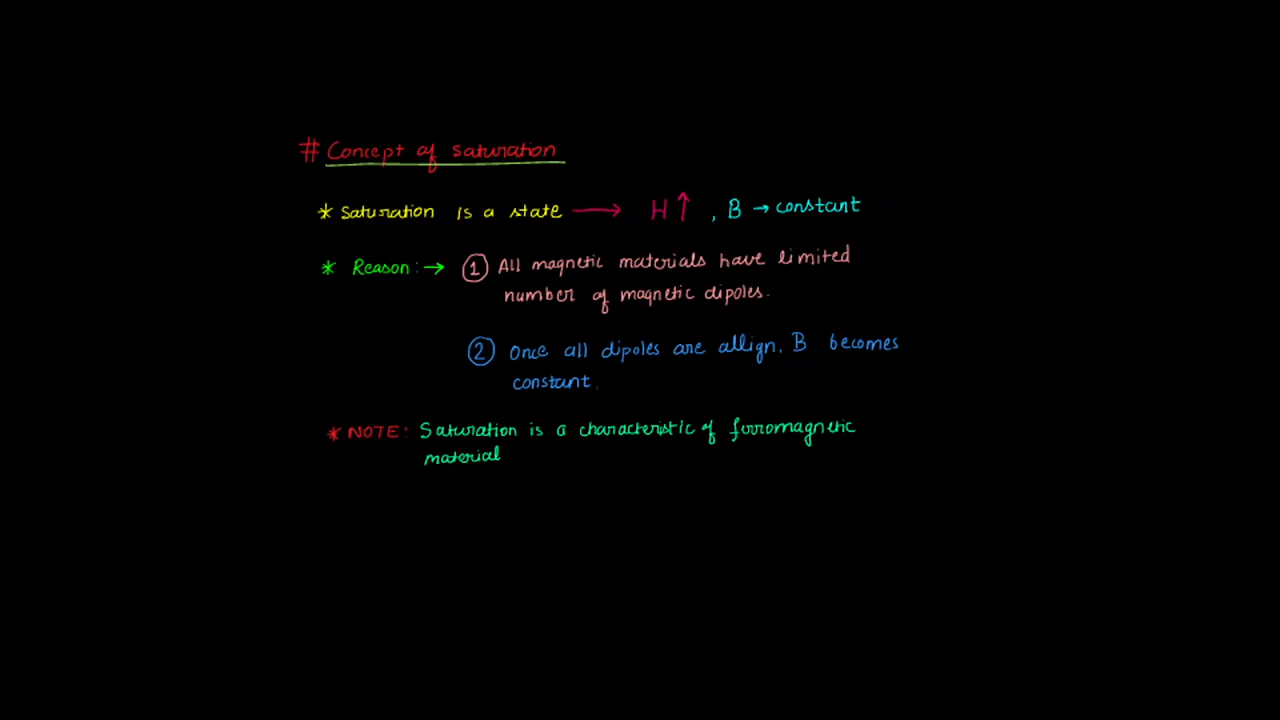 # Concept of saturation
* Saturation is a state ⟶ H↑, B → constant
* Reason :→ ① All magnetic materials have limited
number of magnetic dipoles.
② Once all dipoles are allign, B becomes
constant.
* NOTE: Saturation is a characteristic of ferromagnetic
material